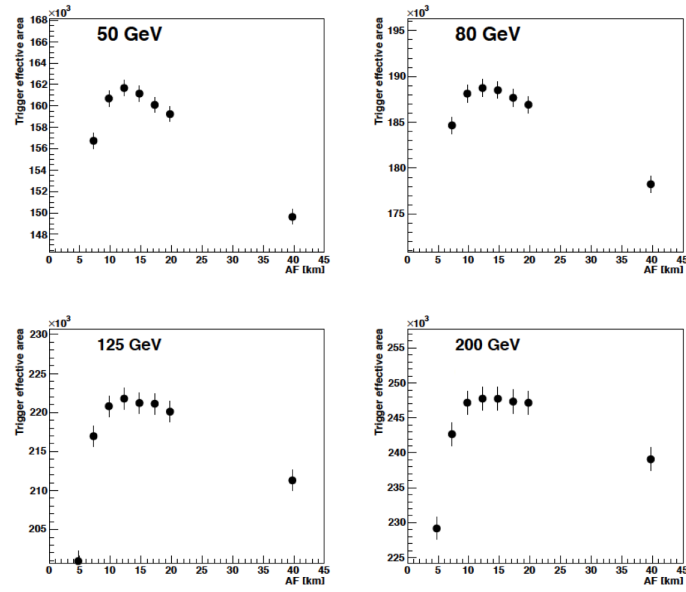 ×10³
50 GeV
Trigger effective area
168
166
164
162
160
158
156
154
152
150
148
0 5 10 15 20 25 30 35 40 45
AF [km]
×10³
80 GeV
Trigger effective area
195
190
185
180
175
0 5 10 15 20 25 30 35 40 45
AF [km]
×10³
125 GeV
Trigger effective area
230
225
220
215
210
205
0 5 10 15 20 25 30 35 40 45
AF [km]
×10³
200 GeV
Trigger effective area
255
250
245
240
235
230
225
0 5 10 15 20 25 30 35 40 45
AF [km]